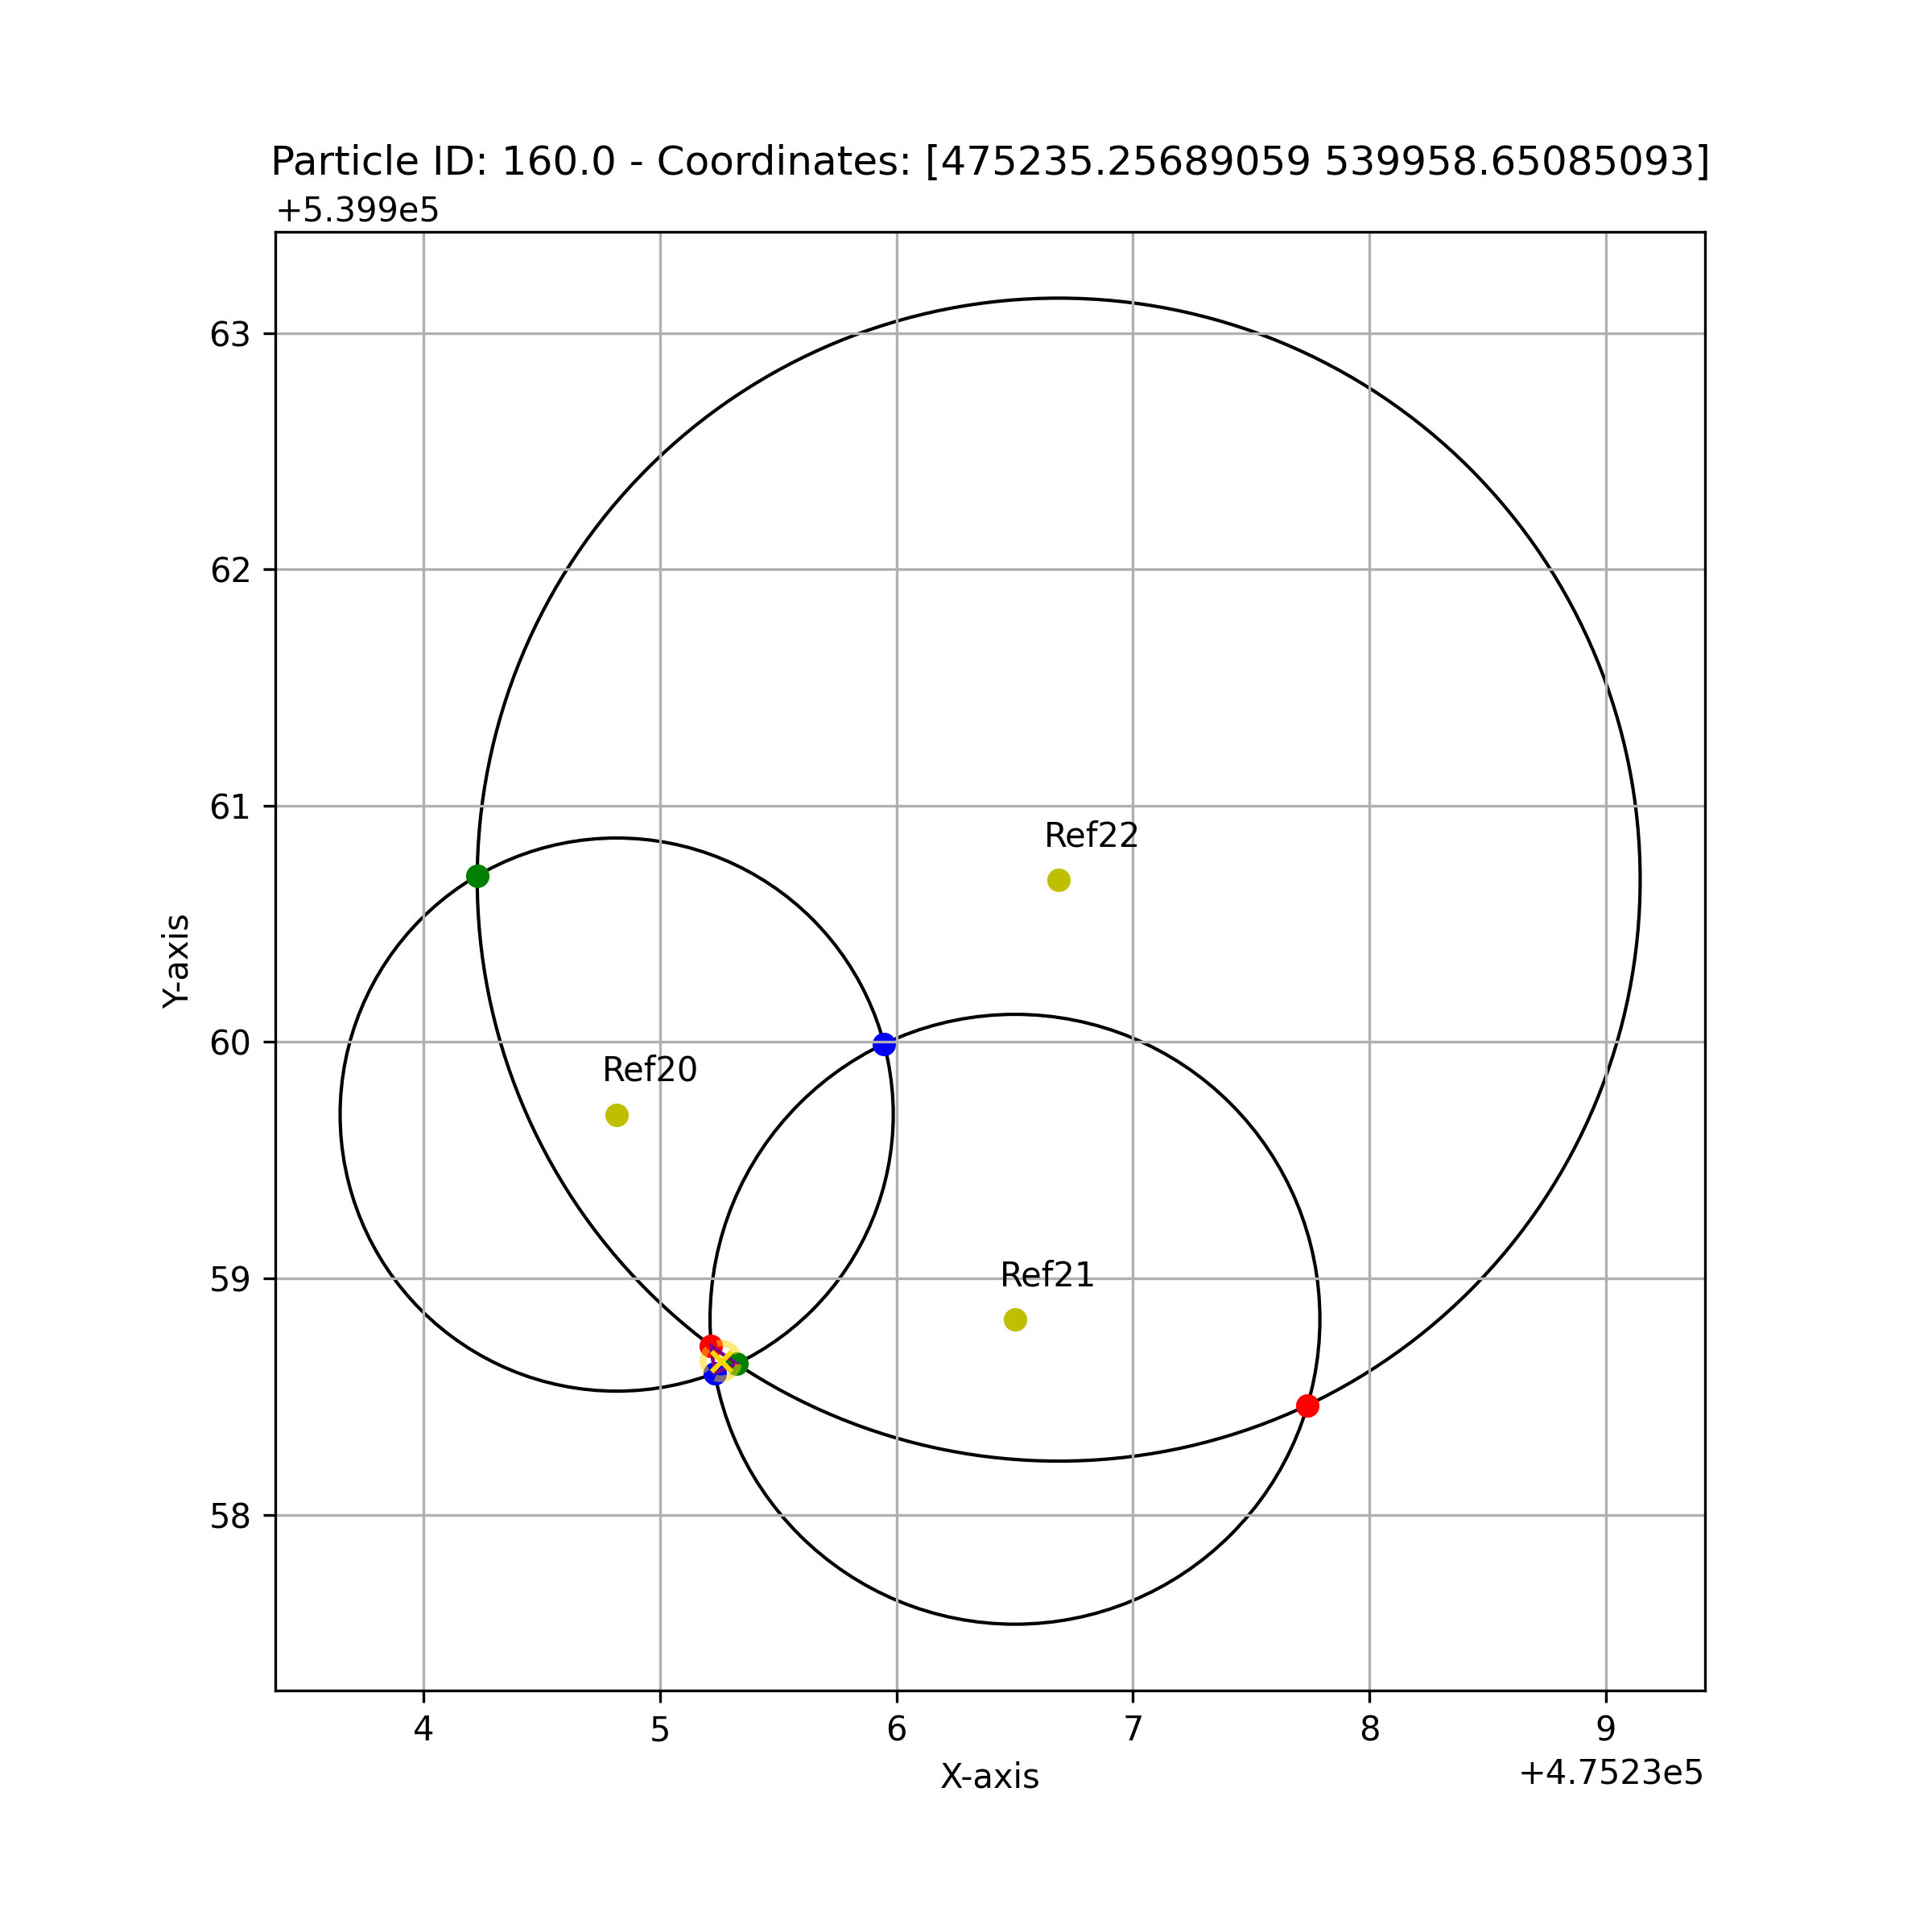 Particle ID: 160.0 - Coordinates: [475235.25689059 539958.65085093]
+5.399e5
63
62
61
60
59
58
Y-axis
Ref22
Ref20
Ref21
4 5 6 7 8 9
X-axis
+4.7523e5